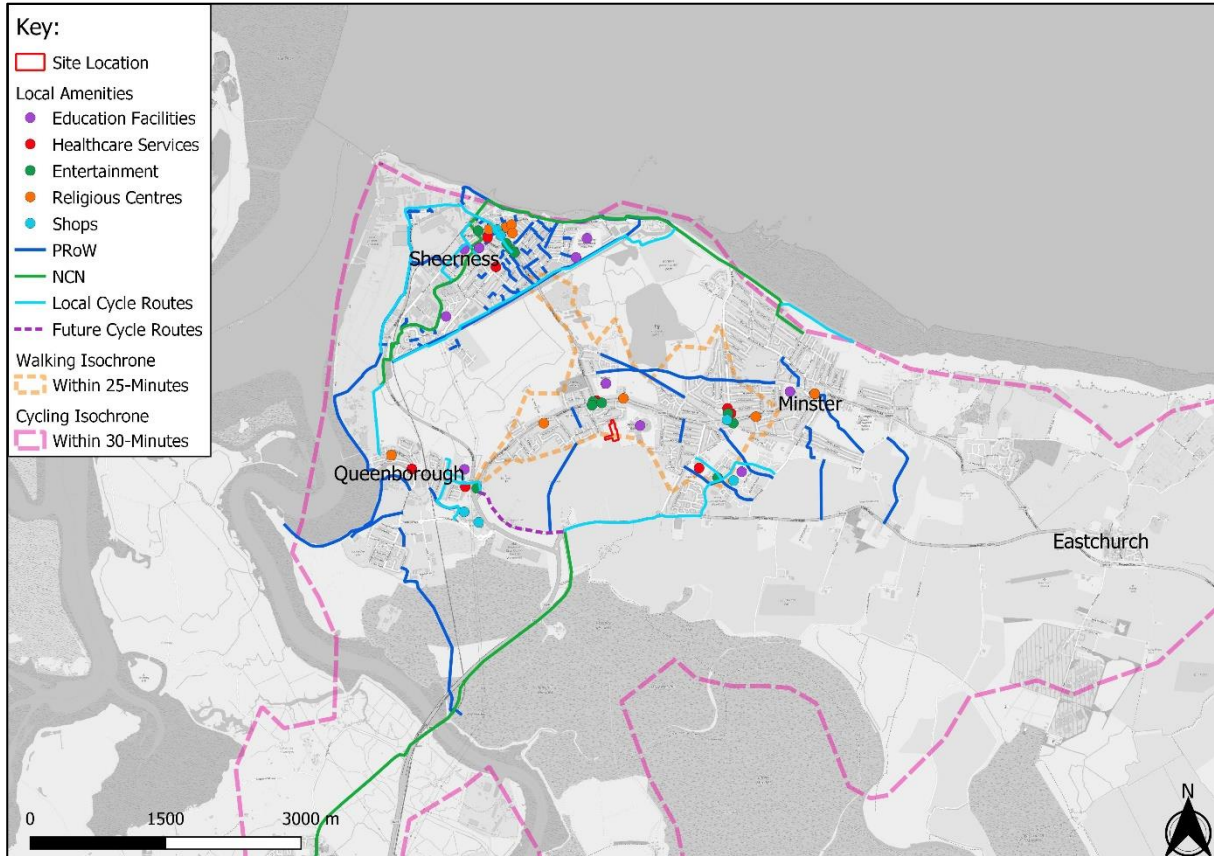 Key:
Site Location
Local Amenities
Education Facilities
Healthcare Services
Entertainment
Religious Centres
Shops
PRoW
NCN
Local Cycle Routes
Future Cycle Routes
Walking Isochrone
Within 25-Minutes
Cycling Isochrone
Within 30-Minutes
Sheerness
Minster
Queenborough
Eastchurch
N
0 1500 3000 m